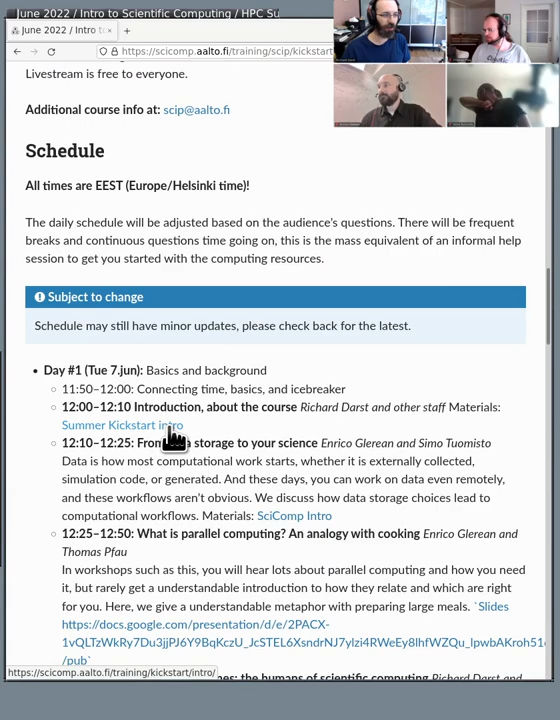 June 2022 / Intro to Scientific Computing / HPC Su
June 2022 / Intro to
https://scicomp.aalto.fi/training/scip/kickstart
Livestream is free to everyone.
Additional course info at: scip@aalto.fi
Schedule
All times are EEST (Europe/Helsinki time)!
The daily schedule will be adjusted based on the audience's questions. There will be frequent
breaks and continuous questions time going on, this is the mass equivalent of an informal help
session to get you started with the computing resources.
Subject to change
Schedule may still have minor updates, please check back for the latest.
• Day #1 (Tue 7.jun): Basics and background
○ 11:50–12:00: Connecting time, basics, and icebreaker
○ 12:00–12:10 Introduction, about the course Richard Darst and other staff Materials:
Summer Kickstart intro
○ 12:10–12:25: From storage to your science Enrico Glerean and Simo Tuomisto
Data is how most computational work starts, whether it is externally collected,
simulation code, or generated. And these days, you can work on data even remotely,
and these workflows aren't obvious. We discuss how data storage choices lead to
computational workflows. Materials: SciComp Intro
○ 12:25–12:50: What is parallel computing? An analogy with cooking Enrico Glerean and
Thomas Pfau
In workshops such as this, you will hear lots about parallel computing and how you need
it, but rarely get a understandable introduction to how they relate and which are right
for you. Here, we give a understandable metaphor with preparing large meals. `Slides
https://docs.google.com/presentation/d/e/2PACX-
1vQLTzWkRy7Du3jjPJ6Y9BqKczU_JcSTEL6XsndrNJ7ylzi4RWeEy8lhfWZQu_lpwbAKroh51
/pub`
https://scicomp.aalto.fi/training/kickstart/intro/
nes: the humans of scientific computing Richard Darst and